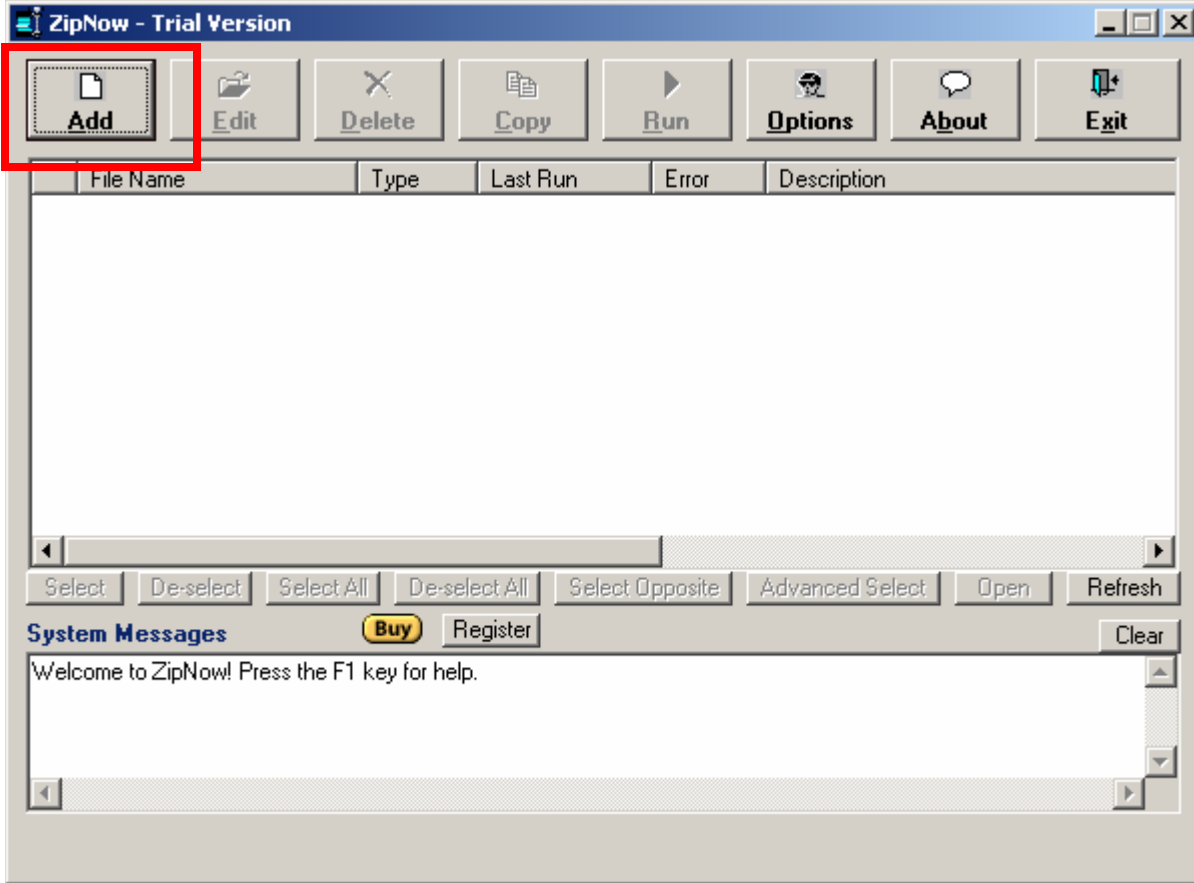 ZipNow - Trial Version
Add Edit Delete Copy Run Options About Exit
File Name Type Last Run Error Description
Select De-select Select All De-select All Select Opposite Advanced Select Open Refresh
System Messages Buy Register Clear
Welcome to ZipNow! Press the F1 key for help.